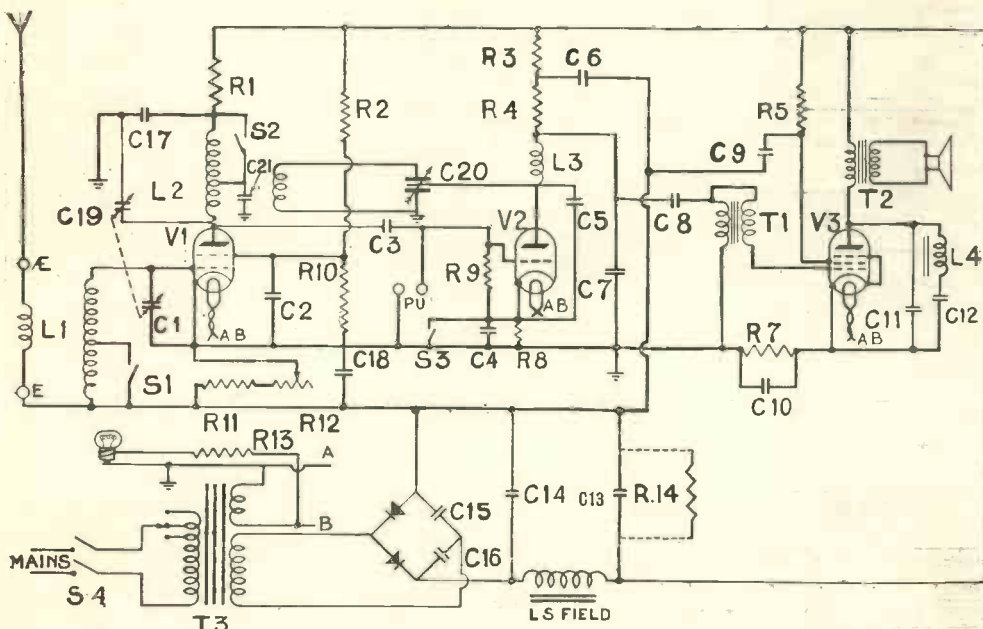 R3 C6
R1 R2 R4 R5
C17 S2 C9
C21 L3 C20 T2
L2 C8 T1
C19 C5
V1 C3 V2 V3
Æ R10 R9 L4
PU C7
C1 C2 AB
L1 AB AB C11 C12
S1 C18 S3 C4 R8 R7
E C10
R11 R12
R13 A
C15 C14 C13 R.14
B
C16
MAINS
S4
LS FIELD
T3